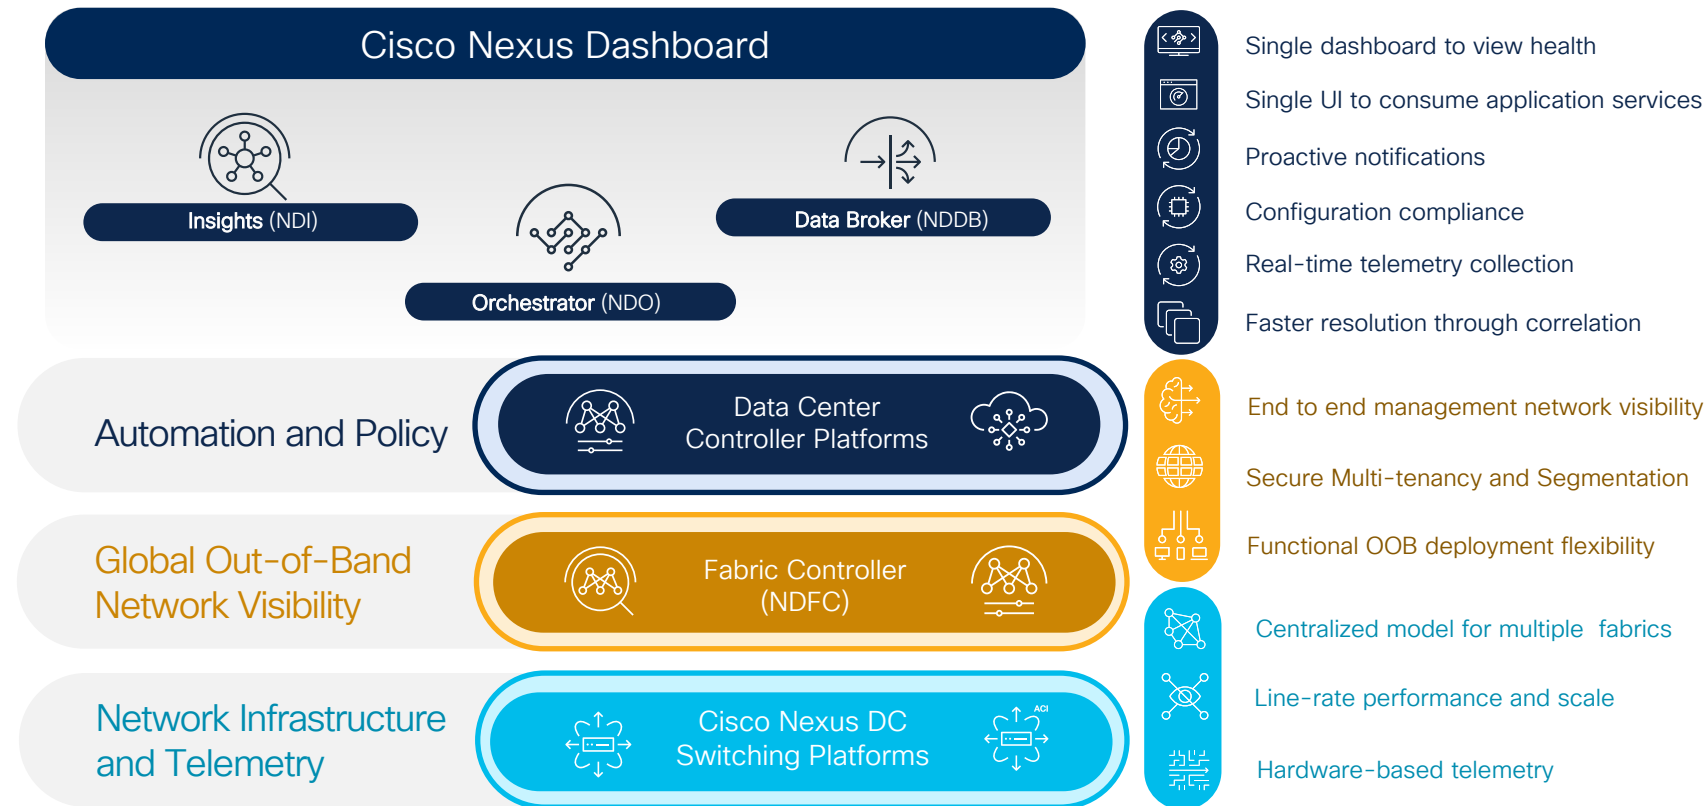 Cisco Nexus Dashboard
Insights (NDI)
Data Broker (NDDB)
Orchestrator (NDO)
Automation and Policy
Data Center
Controller Platforms
Global Out-of-Band
Network Visibility
Fabric Controller
(NDFC)
Network Infrastructure
and Telemetry
Cisco Nexus DC
Switching Platforms
ACI
Single dashboard to view health
Single UI to consume application services
Proactive notifications
Configuration compliance
Real-time telemetry collection
Faster resolution through correlation
End to end management network visibility
Secure Multi-tenancy and Segmentation
Functional OOB deployment flexibility
Centralized model for multiple  fabrics
Line-rate performance and scale
Hardware-based telemetry